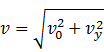 v = √(v₀² + v_y²)